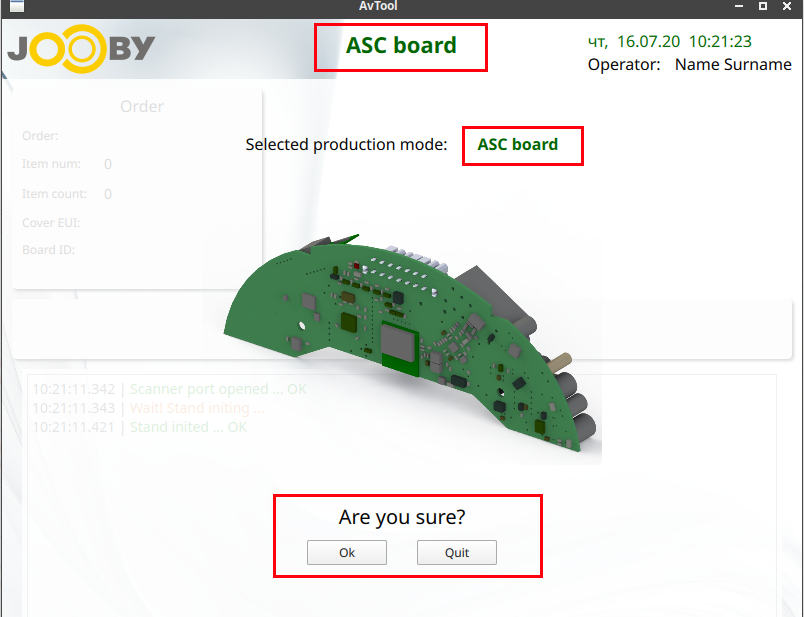 AvTool
JOOBY
ASC board
чт, 16.07.20 10:21:23
Operator: Name Surname
Order
Order:
Item num: 0
Item count: 0
Cover EUI:
Board ID:
Selected production mode: ASC board
10:21:11.342 | Scanner port opened ... OK
10:21:11.343 | Wait! Stand initing ...
10:21:11.421 | Stand inited ... OK
Are you sure?
Ok Quit